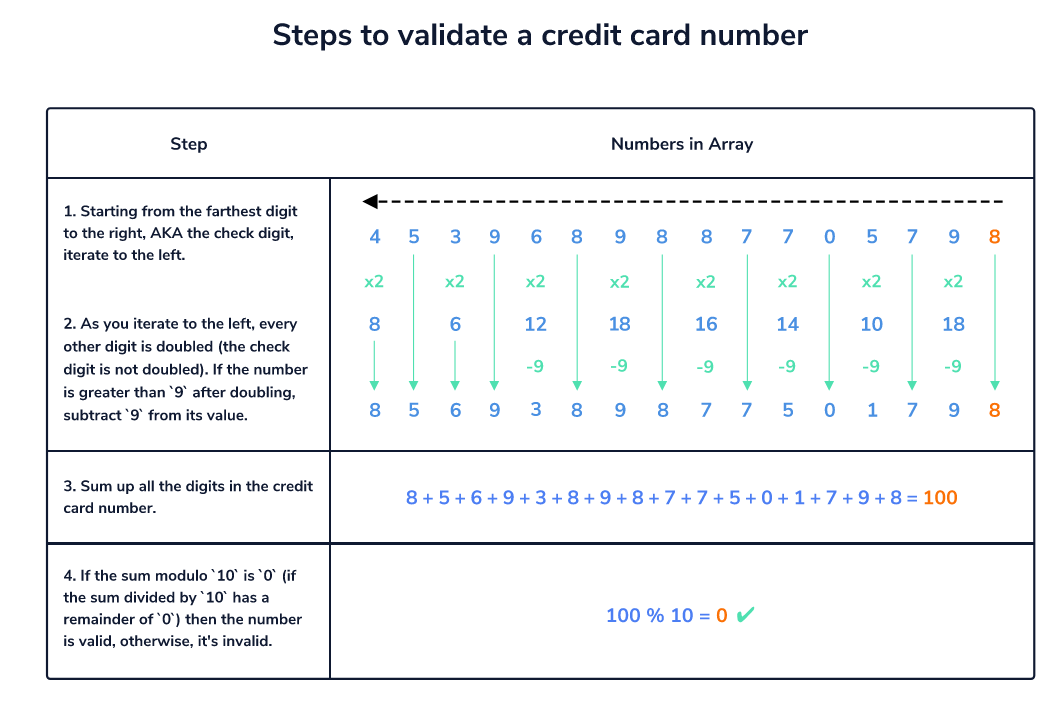 Steps to validate a credit card number
Step
Numbers in Array
1. Starting from the farthest digit
to the right, AKA the check digit,
iterate to the left.
2. As you iterate to the left, every
other digit is doubled (the check
digit is not doubled). If the number
is greater than `9` after doubling,
subtract `9` from its value.
4 5 3 9 6 8 9 8 8 7 7 0 5 7 9 8
x2 x2 x2 x2 x2 x2 x2 x2
8 6 12 18 16 14 10 18
-9 -9 -9 -9 -9 -9
8 5 6 9 3 8 9 8 7 7 5 0 1 7 9 8
3. Sum up all the digits in the credit
card number.
8 + 5 + 6 + 9 + 3 + 8 + 9 + 8 + 7 + 7 + 5 + 0 + 1 + 7 + 9 + 8 = 100
4. If the sum modulo `10` is `0` (if
the sum divided by `10` has a
remainder of `0`) then the number
is valid, otherwise, it's invalid.
100 % 10 = 0 ✔